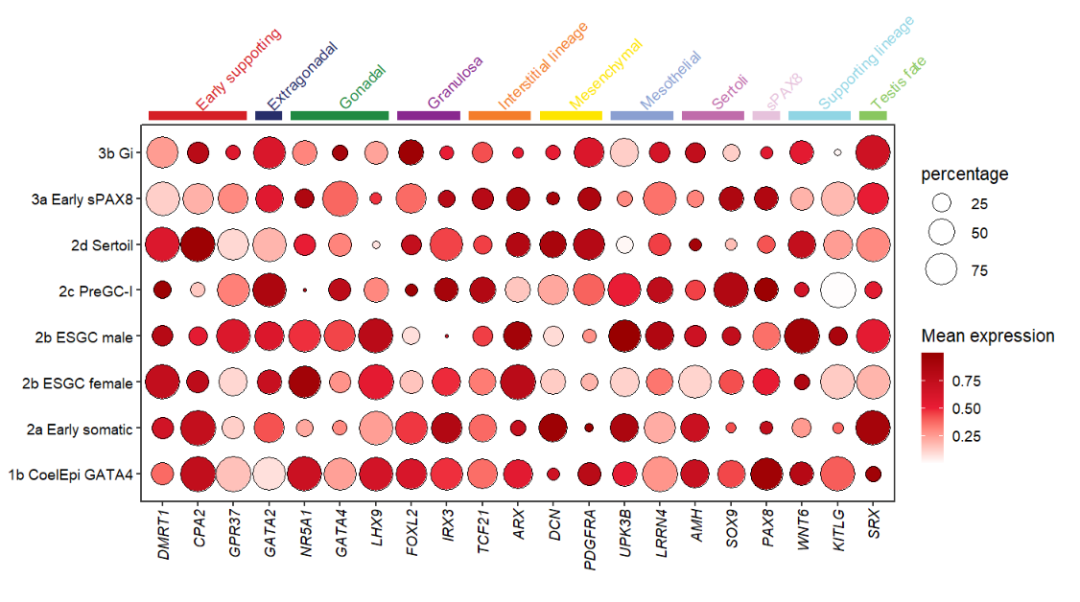 Early supporting
Extragonadal
Gonadal
Granulosa
Interstitial lineage
Mesenchymal
Mesothelial
Sertoli
sPAX8
Supporting lineage
Testis fate
3b Gi
3a Early sPAX8
2d Sertoil
2c PreGC-I
2b ESGC male
2b ESGC female
2a Early somatic
1b CoelEpi GATA4
DMRT1
CPA2
GPR37
GATA2
NR5A1
GATA4
LHX9
FOXL2
IRX3
TCF21
ARX
DCN
PDGFRA
UPK3B
LRRN4
AMH
SOX9
PAX8
WNT6
KITLG
SRX
percentage
25
50
75
Mean expression
0.75
0.50
0.25